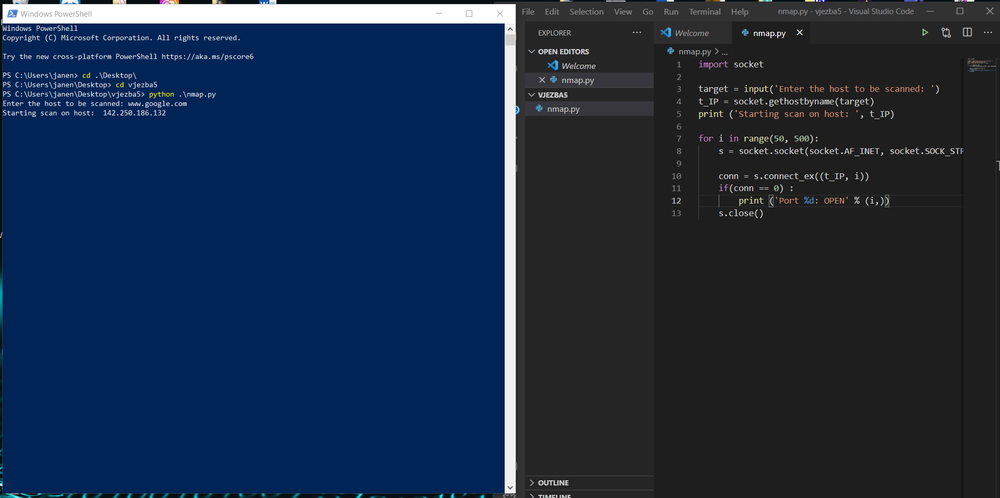 Windows PowerShell
Windows PowerShell
Copyright (C) Microsoft Corporation. All rights reserved.
Try the new cross-platform PowerShell https://aka.ms/pscore6
PS C:\Users\janen> cd .\Desktop\
PS C:\Users\janen\Desktop> cd vjezba5
PS C:\Users\janen\Desktop\vjezba5> python .\nmap.py
Enter the host to be scanned: www.google.com
Starting scan on host:  142.250.186.132
File Edit Selection View Go Run Terminal Help nmap.py - vjezba5 - Visual Studio Code
EXPLORER
OPEN EDITORS
Welcome
nmap.py
VJEZBA5
nmap.py
OUTLINE
TIMELINE
Welcome nmap.py
nmap.py > ...
1 import socket
2
3 target = input('Enter the host to be scanned: ')
4 t_IP = socket.gethostbyname(target)
5 print ('Starting scan on host: ', t_IP)
6
7 for i in range(50, 500):
8 s = socket.socket(socket.AF_INET, socket.SOCK_STR
9
10 conn = s.connect_ex((t_IP, i))
11 if(conn == 0) :
12 print ('Port %d: OPEN' % (i,))
13 s.close()